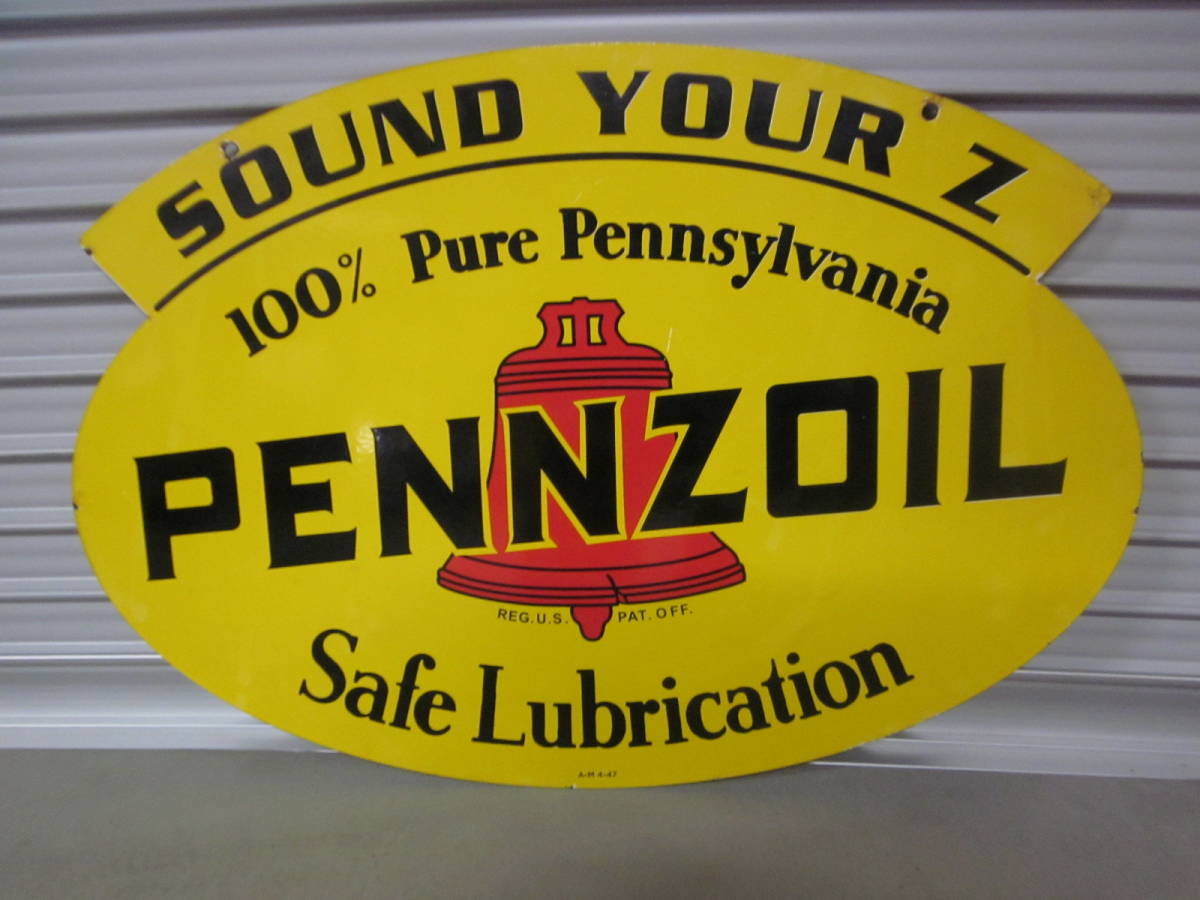 SOUND YOUR Z
100% Pure Pennsylvania
PENNZOIL
REG. U.S. PAT. OFF.
Safe Lubrication
A-M 4-47